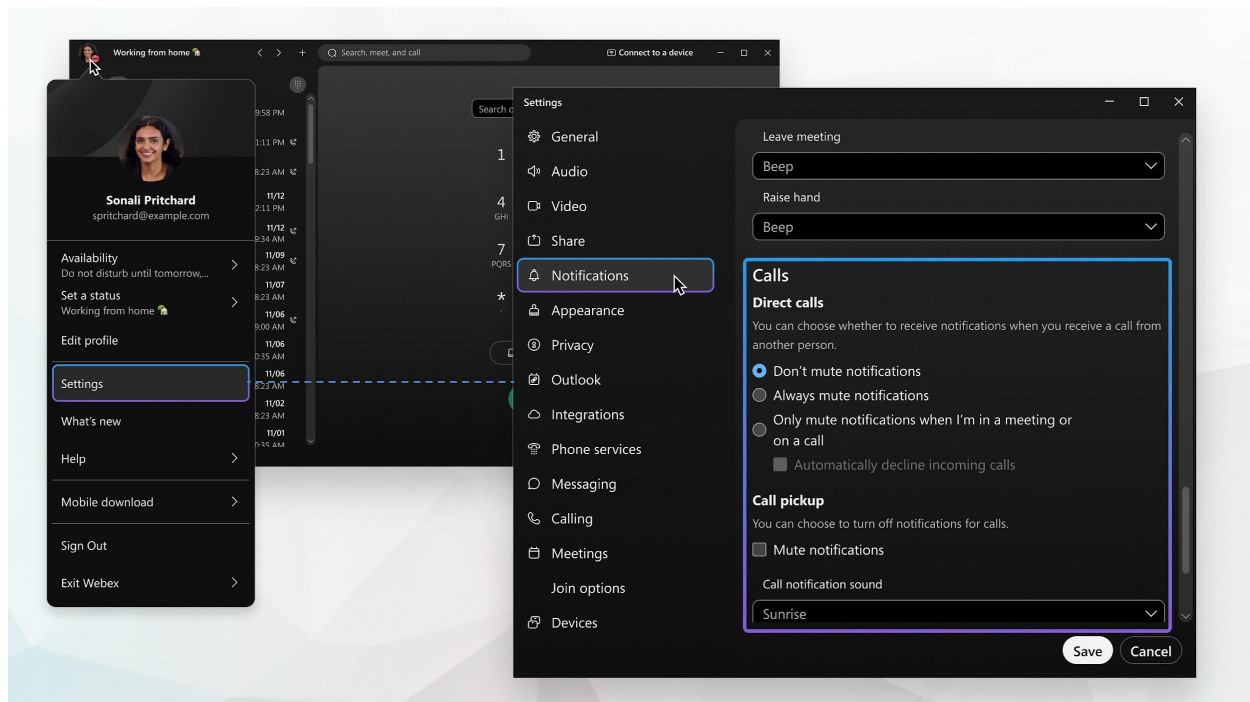 Working from home
Search, meet, and call
Connect to a device
Sonali Pritchard
spritchard@example.com
Availability
Do not disturb until tomorrow,...
Set a status
Working from home
Edit profile
Settings
What's new
Help
Mobile download
Sign Out
Exit Webex
9:58 PM
1:11 PM
8:23 AM
11/12
2:11 PM
11/12
9:34 AM
11/09
8:23 AM
11/07
8:23 AM
11/06
9:00 AM
11/06
0:35 AM
11/06
8:23 AM
11/02
8:23 AM
11/01
0:35 AM
Search
1
4
GHI
7
PQRS
*
Settings
General
Audio
Video
Share
Notifications
Appearance
Privacy
Outlook
Integrations
Phone services
Messaging
Calling
Meetings
Join options
Devices
Leave meeting
Beep
Raise hand
Beep
Calls
Direct calls
You can choose whether to receive notifications when you receive a call from
another person.
Don't mute notifications
Always mute notifications
Only mute notifications when I'm in a meeting or
on a call
Automatically decline incoming calls
Call pickup
You can choose to turn off notifications for calls.
Mute notifications
Call notification sound
Sunrise
Save
Cancel